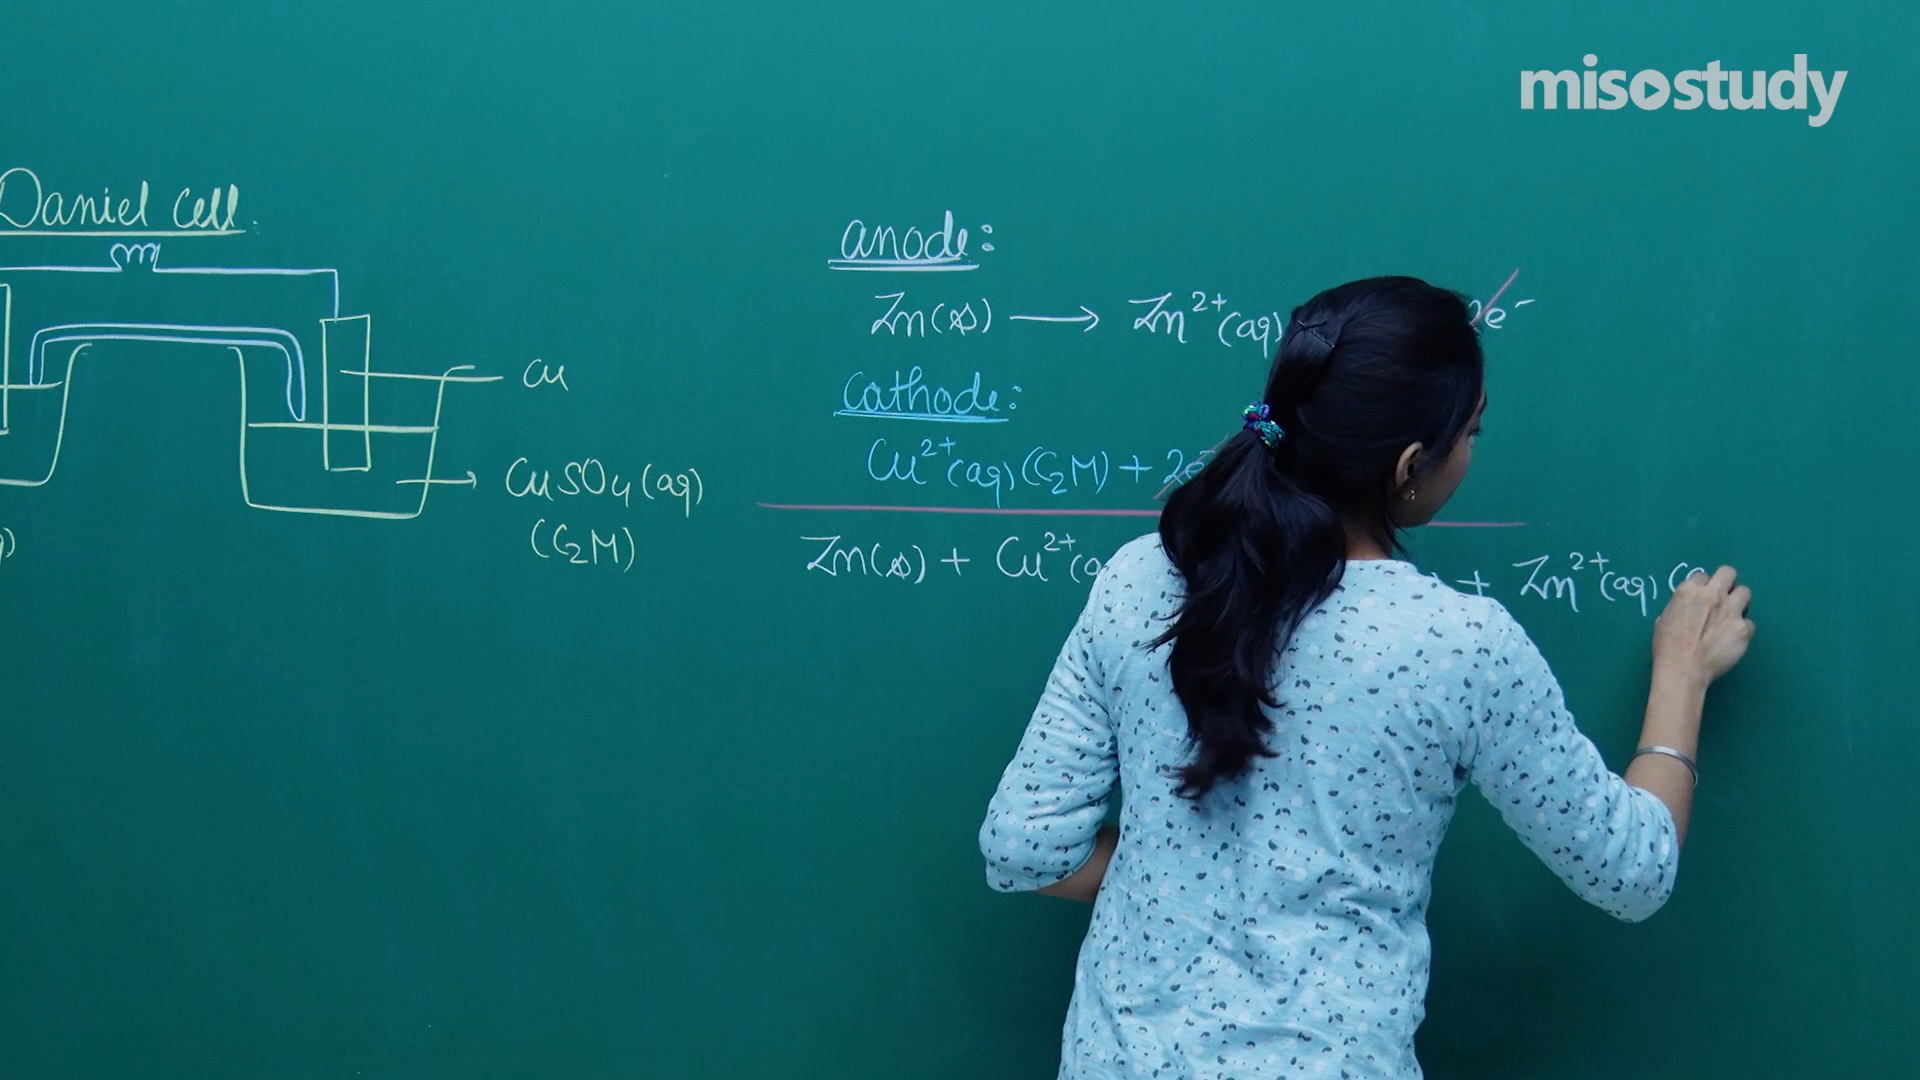 misostudy
Daniel Cell.
Cu
CuSO4(aq)
(C2M)
anode:
Zn(s) ⟶ Zn²⁺(aq) 2e⁻
Cathode:
Cu²⁺(aq)(C2M) + 2e⁻
Zn(s) + Cu²⁺(a + Zn²⁺(aq) (C